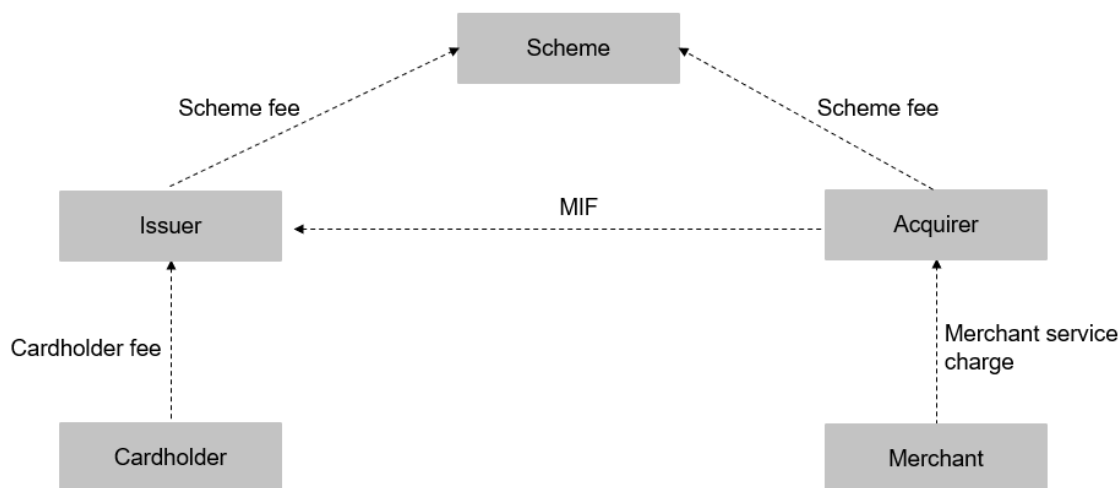 Scheme
Scheme fee
Scheme fee
MIF
Issuer
Acquirer
Cardholder fee
Merchant service
charge
Cardholder
Merchant